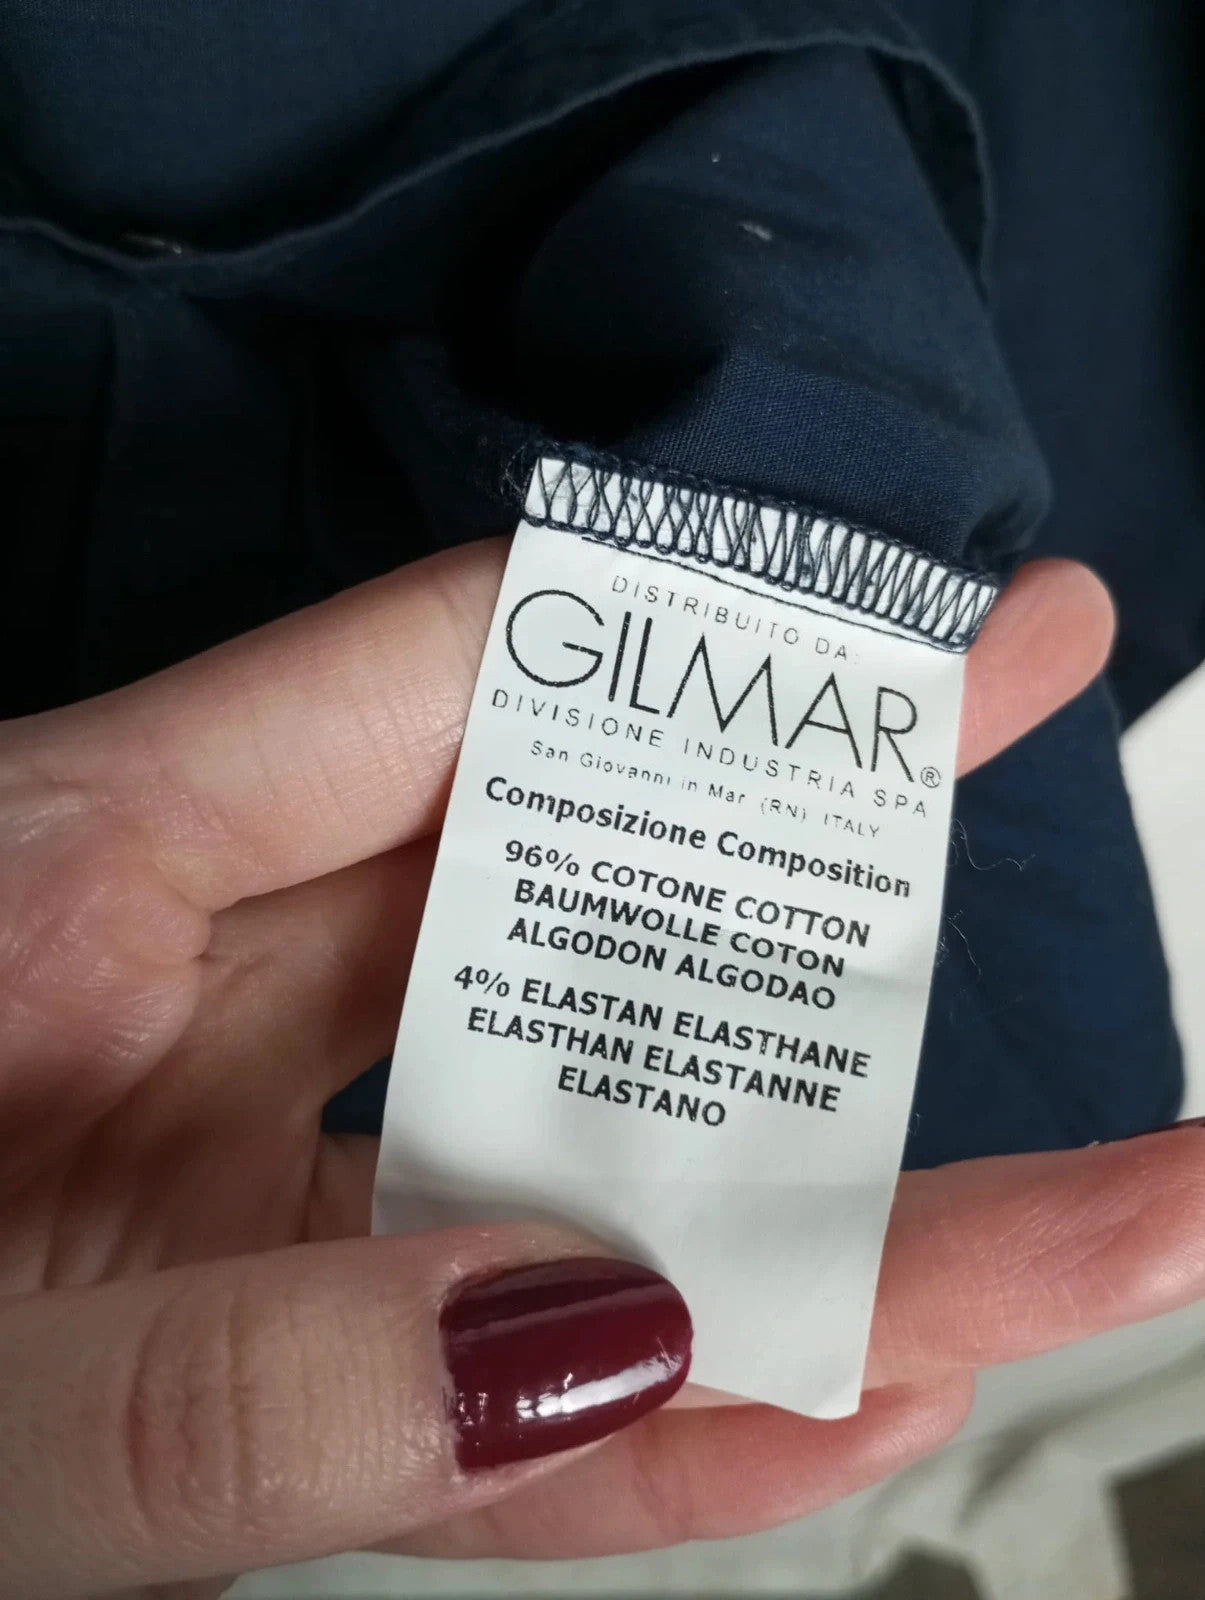 DISTRIBUITO DA:
GILMAR®
DIVISIONE INDUSTRIA SPA
San Giovanni in Mar (RN) ITALY
Composizione Composition
96% COTONE COTTON
BAUMWOLLE COTON
ALGODON ALGODAO
4% ELASTAN ELASTHANE
ELASTHAN ELASTANNE
ELASTANO